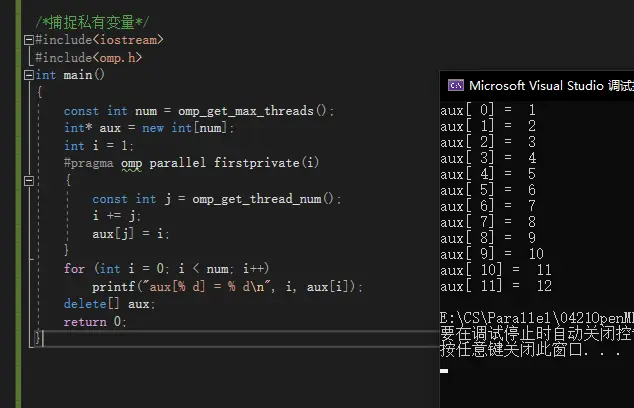 /*捕捉私有变量*/
#include<iostream>
#include<omp.h>
int main()
{
const int num = omp_get_max_threads();
int* aux = new int[num];
int i = 1;
#pragma omp parallel firstprivate(i)
{
const int j = omp_get_thread_num();
i += j;
aux[j] = i;
}
for (int i = 0; i < num; i++)
printf("aux[% d] = % d\n", i, aux[i]);
delete[] aux;
return 0;
}
Microsoft Visual Studio 调试
aux[ 0] =  1
aux[ 1] =  2
aux[ 2] =  3
aux[ 3] =  4
aux[ 4] =  5
aux[ 5] =  6
aux[ 6] =  7
aux[ 7] =  8
aux[ 8] =  9
aux[ 9] =  10
aux[ 10] =  11
aux[ 11] =  12
E:\CS\Parallel\0421OpenM
要在调试停止时自动关闭控
按任意键关闭此窗口. . .